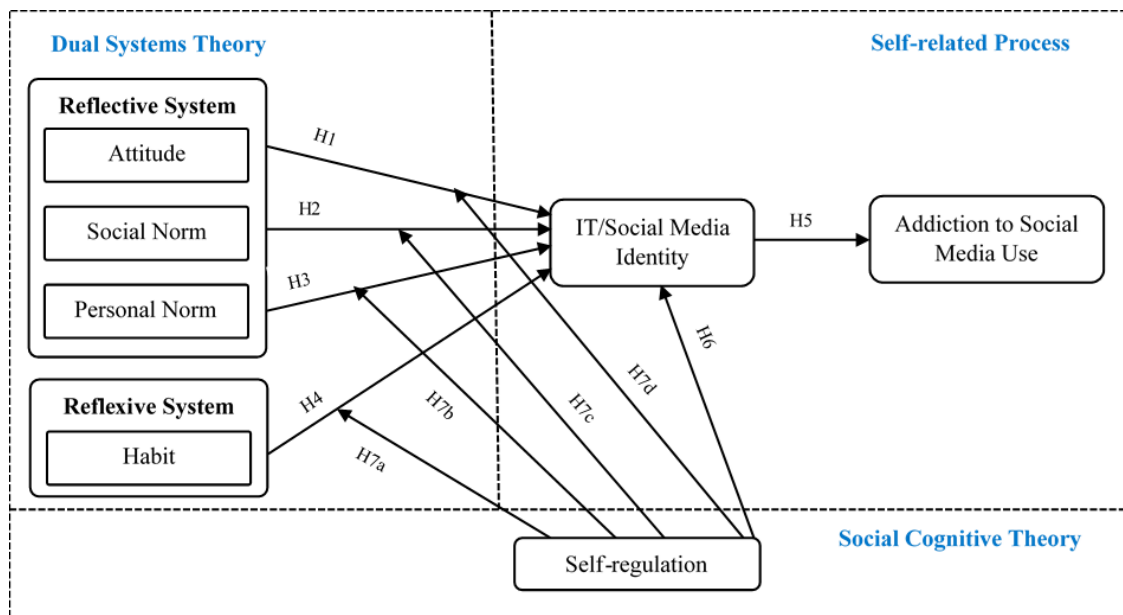 Dual Systems Theory
Self-related Process
Reflective System
Attitude
Social Norm
Personal Norm
Reflexive System
Habit
H1
H2
H3
H4
IT/Social Media
Identity
H5
Addiction to Social
Media Use
H6
H7a
H7b
H7c
H7d
Self-regulation
Social Cognitive Theory